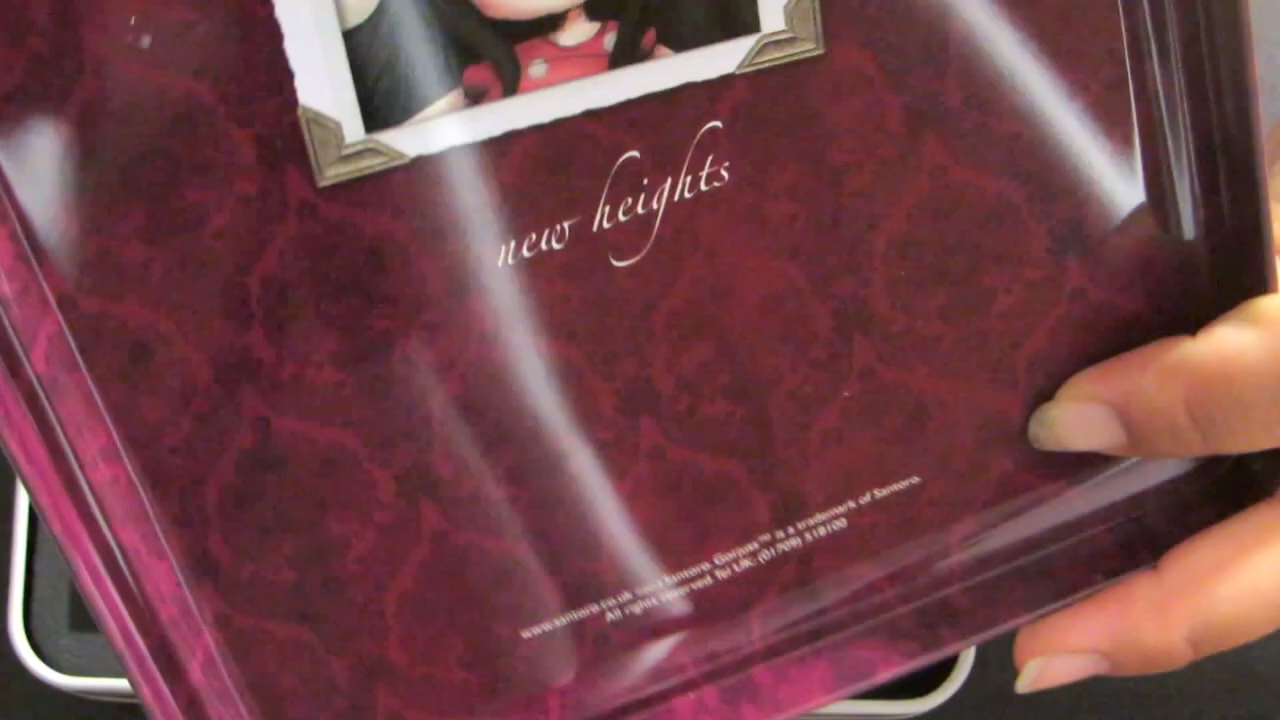 new heights
www.santoro.co.uk Santoro. Gorjuss™ is a trademark of Santoro.
All rights reserved. Tel UK: (01709) 518100